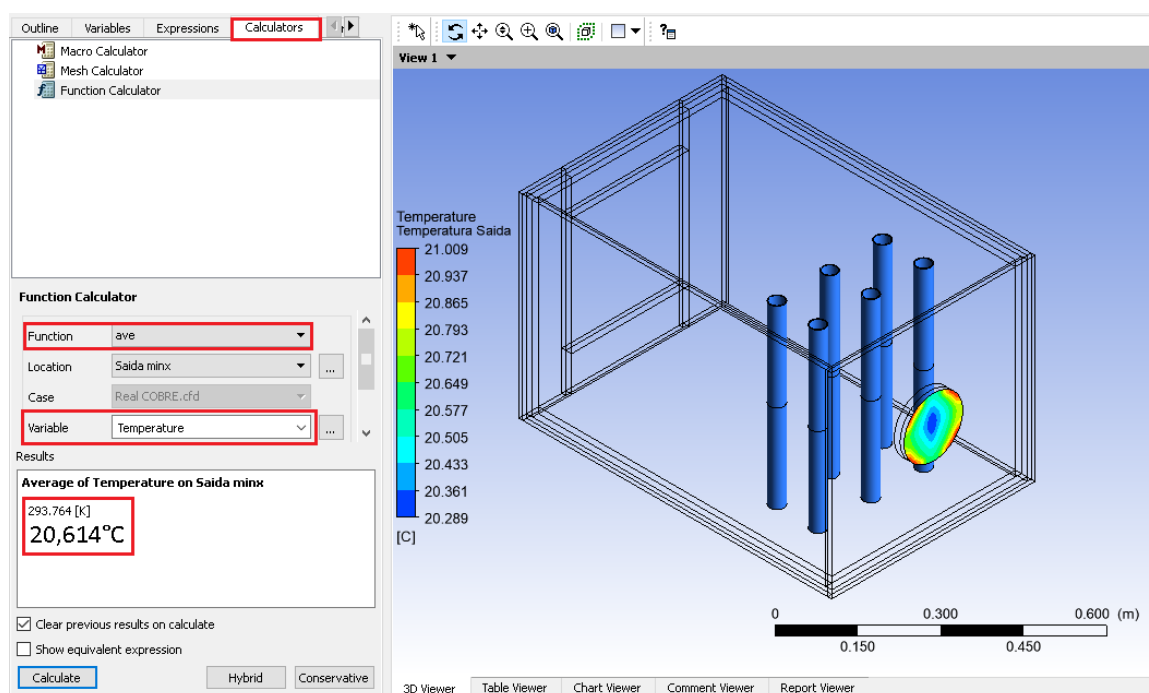 Outline Variables Expressions Calculators
Macro Calculator
Mesh Calculator
Function Calculator
Function Calculator
Function ave
Location Saida minx ...
Case Real COBRE.cfd
Variable Temperature ...
Results
Average of Temperature on Saida minx
293.764 [K]
20,614°C
Clear previous results on calculate
Show equivalent expression
Calculate Hybrid Conservative
View 1
Temperature
Temperatura Saida
21.009
20.937
20.865
20.793
20.721
20.649
20.577
20.505
20.433
20.361
20.289
[C]
0 0.300 0.600 (m)
0.150 0.450
3D Viewer Table Viewer Chart Viewer Comment Viewer Report Viewer